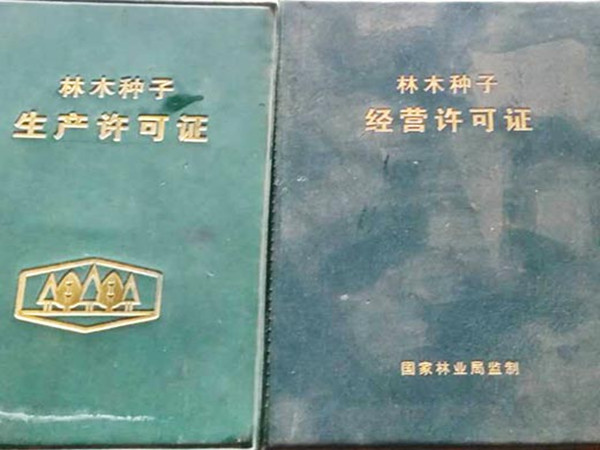 林木种子
生产许可证
林木种子
经营许可证
国家林业局监制